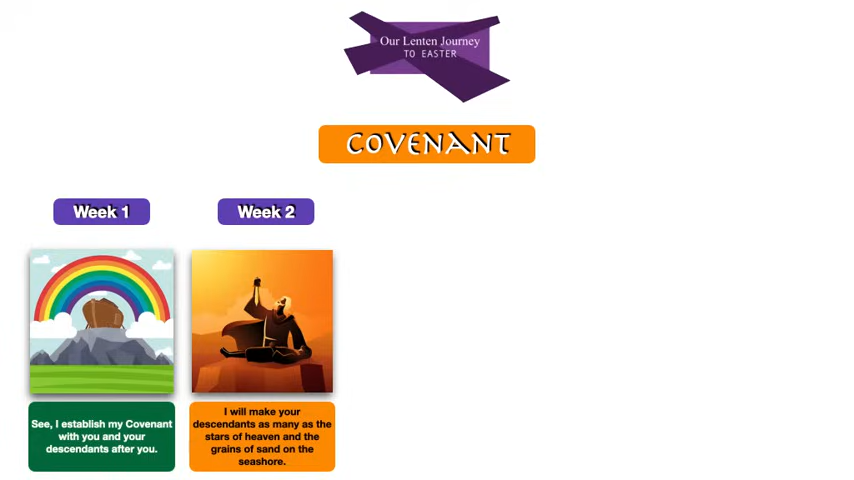 Our Lenten Journey
TO EASTER
COVENANT
Week 1
Week 2
See, I establish my Covenant
with you and your
descendants after you.
I will make your
descendants as many as the
stars of heaven and the
grains of sand on the
seashore.